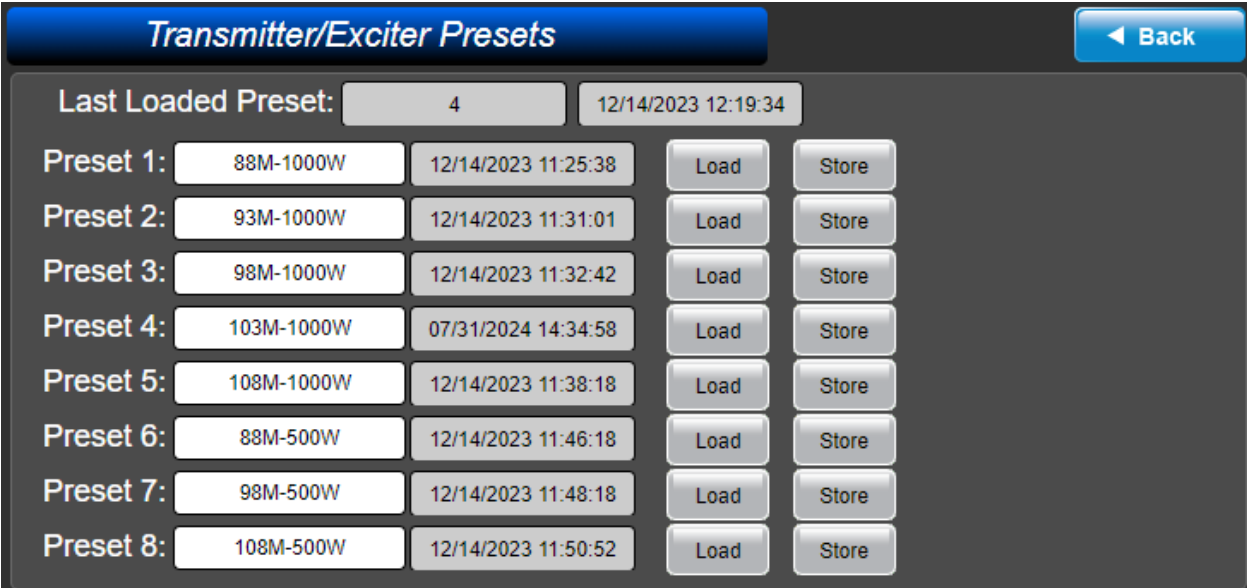 Transmitter/Exciter Presets
Back
Last Loaded Preset: 4 12/14/2023 12:19:34
Preset 1: 88M-1000W 12/14/2023 11:25:38 Load Store
Preset 2: 93M-1000W 12/14/2023 11:31:01 Load Store
Preset 3: 98M-1000W 12/14/2023 11:32:42 Load Store
Preset 4: 103M-1000W 07/31/2024 14:34:58 Load Store
Preset 5: 108M-1000W 12/14/2023 11:38:18 Load Store
Preset 6: 88M-500W 12/14/2023 11:46:18 Load Store
Preset 7: 98M-500W 12/14/2023 11:48:18 Load Store
Preset 8: 108M-500W 12/14/2023 11:50:52 Load Store